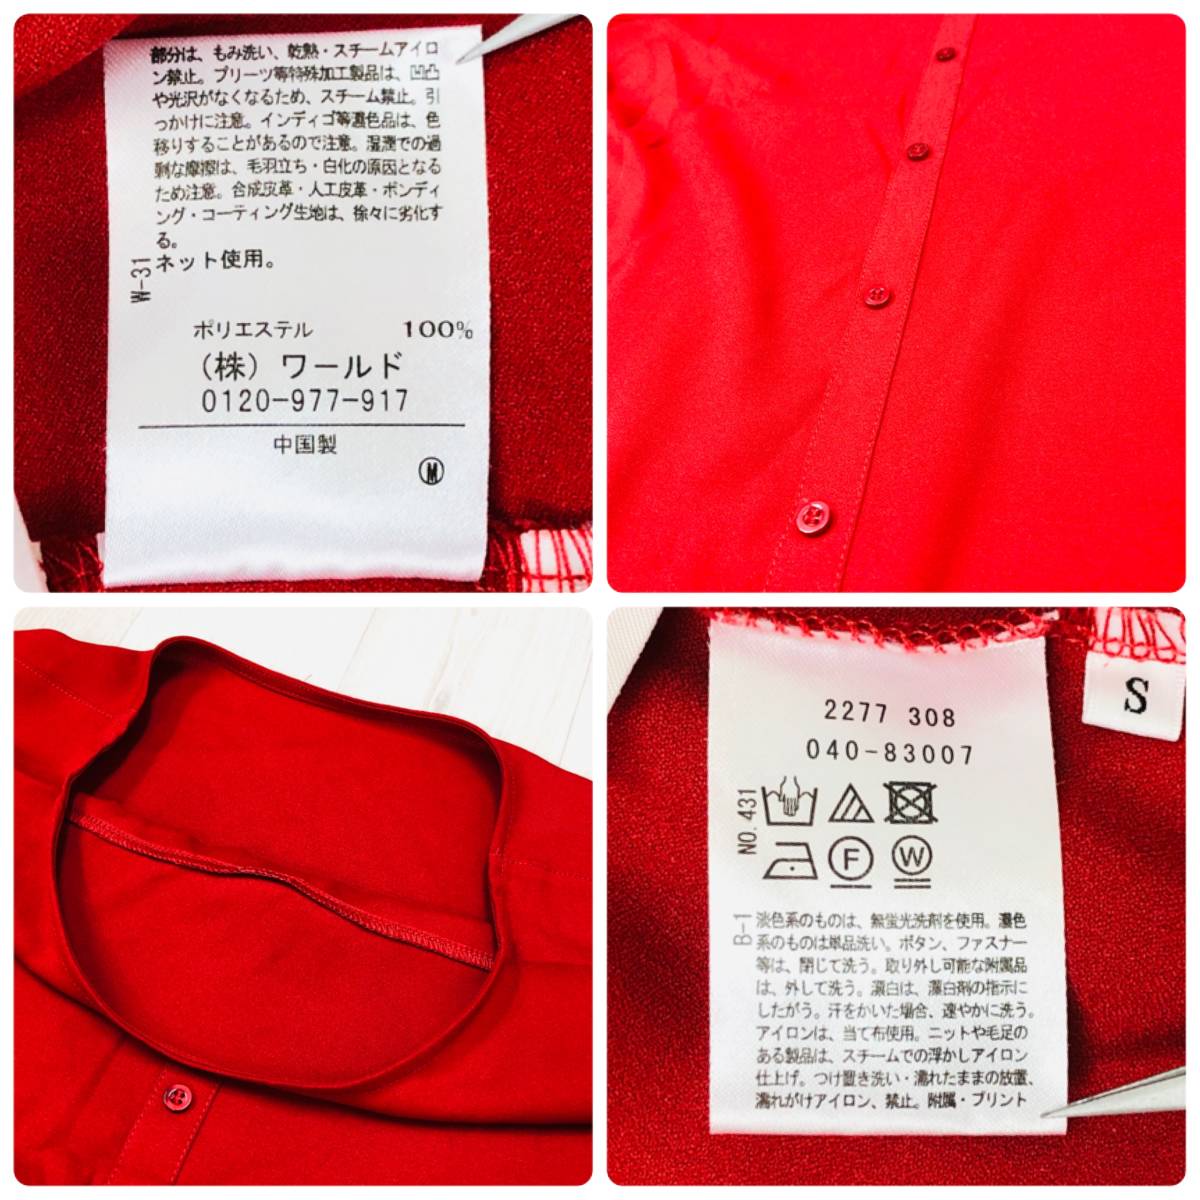 部分は、もみ洗い、乾熱・スチームアイロ
ン禁止。プリーツ等特殊加工製品は、凹凸
や光沢がなくなるため、スチーム禁止。引
っかけに注意。インディゴ等濃色品は、色
移りすることがあるので注意。湿潤での過
剰な摩擦は、毛羽立ち・白化の原因となる
ため注意。合成皮革・人工皮革・ボンディ
ング・コーティング生地は、徐々に劣化す
る。
W-31
ネット使用。
ポリエステル 100%
(株) ワールド
0120-977-917
中国製
M
S
2277 308
040-83007
NO.431
F
W
B-1
淡色系のものは、無蛍光洗剤を使用。濃色
系のものは単品洗い。ボタン、ファスナー
等は、閉じて洗う。取り外し可能な附属品
は、外して洗う。漂白は、漂白剤の指示に
したがう。汗をかいた場合、速やかに洗う。
アイロンは、当て布使用。ニットや毛足の
ある製品は、スチームでの浮かしアイロン
仕上げ。つけ置き洗い・濡れたままの放置、
濡れがけアイロン、禁止。附属・プリント